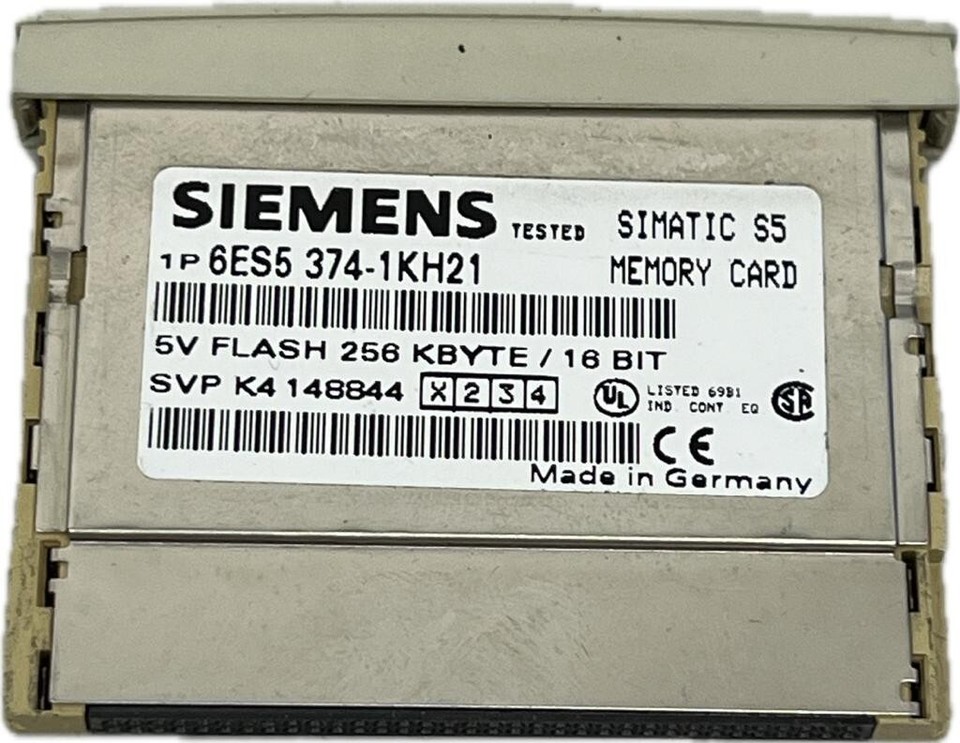 SIEMENS TESTED SIMATIC S5
1P 6ES5 374-1KH21 MEMORY CARD
5V FLASH 256 KBYTE / 16 BIT
SVP K4 148844 X 2 3 4 UL LISTED 69B1 SA
IND. CONT. EQ
CE
Made in Germany